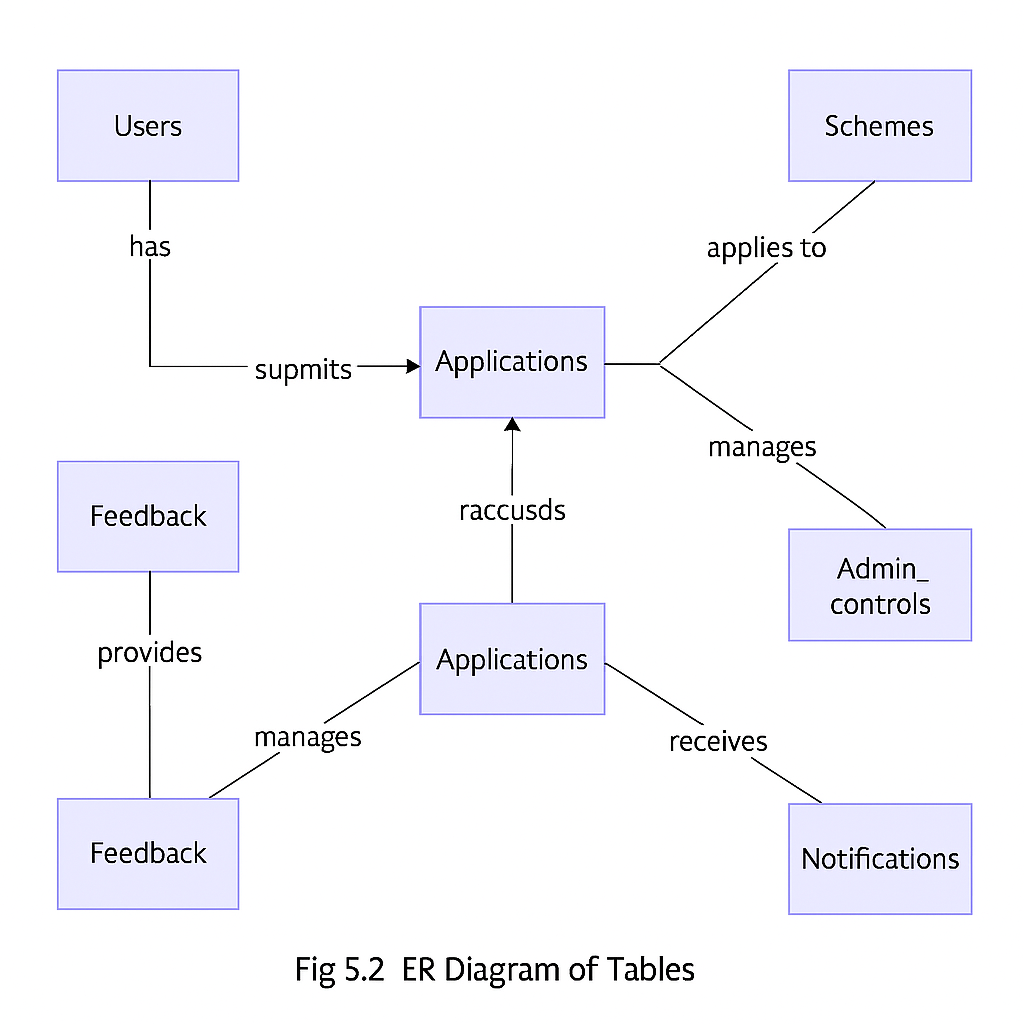 Users
Schemes
has
applies to
Applications
supmits
manages
Feedback
raccusds
Admin_
controls
provides
Applications
manages
receives
Feedback
Notifications
Fig 5.2 ER Diagram of Tables